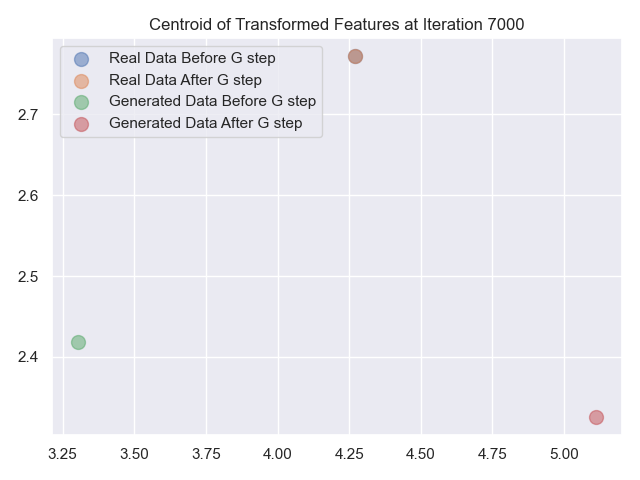 Centroid of Transformed Features at Iteration 7000
Real Data Before G step
Real Data After G step
Generated Data Before G step
Generated Data After G step
2.7
2.6
2.5
2.4
3.25 3.50 3.75 4.00 4.25 4.50 4.75 5.00